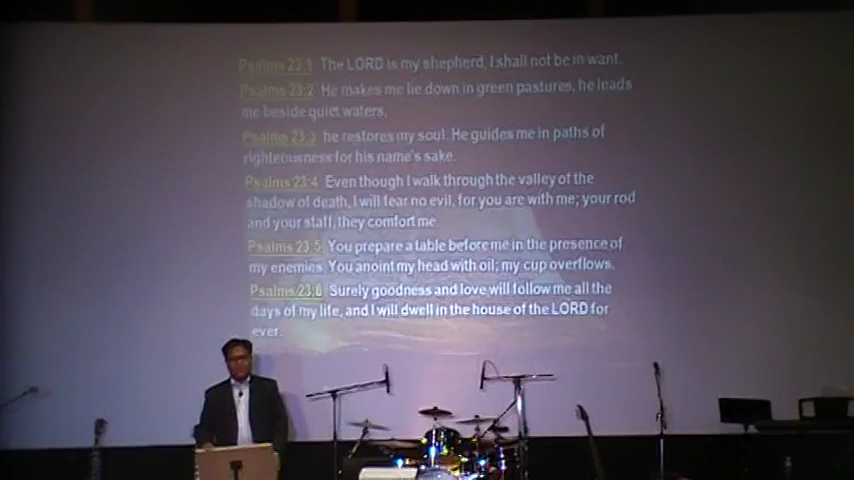 Psalms 23:1 The LORD is my shepherd, I shall not be in want.
Psalms 23:2 He makes me lie down in green pastures, he leads
me beside quiet waters,
Psalms 23:3 he restores my soul. He guides me in paths of
righteousness for his name's sake.
Psalms 23:4 Even though I walk through the valley of the
shadow of death, I will fear no evil, for you are with me; your rod
and your staff, they comfort me.
Psalms 23:5 You prepare a table before me in the presence of
my enemies. You anoint my head with oil; my cup overflows.
Psalms 23:6 Surely goodness and love will follow me all the
days of my life, and I will dwell in the house of the LORD for
ever.